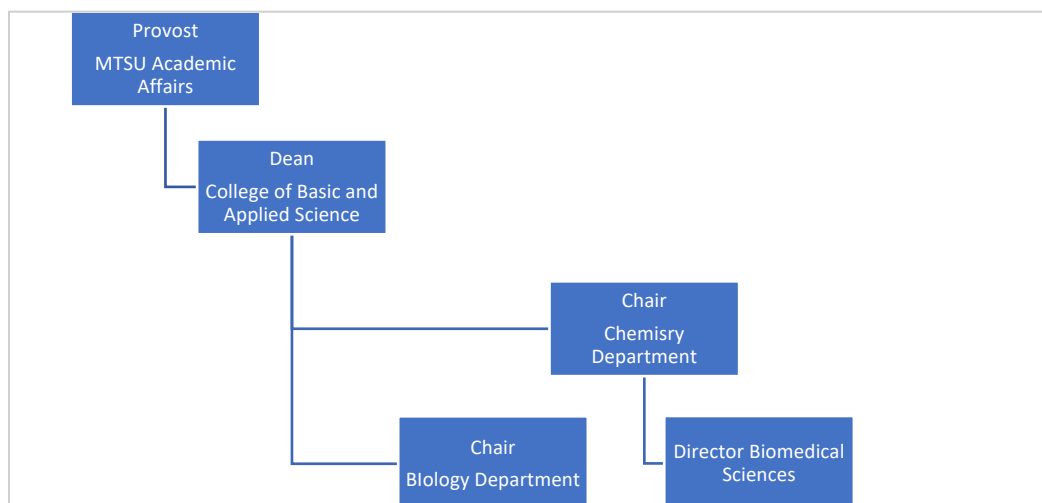 Provost
MTSU Academic
Affairs
Dean
College of Basic and
Applied Science
Chair
Chemisry
Department
Chair
BIology Department
Director Biomedical
Sciences